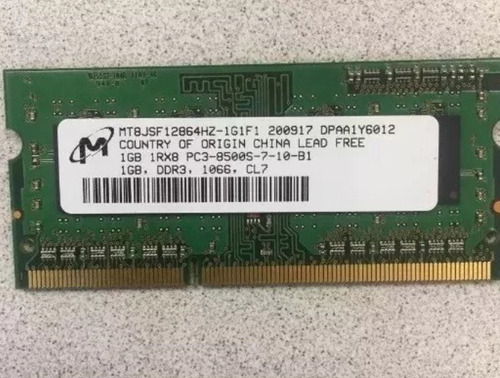 MT8JSF12864HZ-1G1F1 200917 DPAA1Y6012
COUNTRY OF ORIGIN CHINA LEAD FREE
1GB 1RX8 PC3-8500S-7-10-B1
1GB, DDR3, 1066, CL7